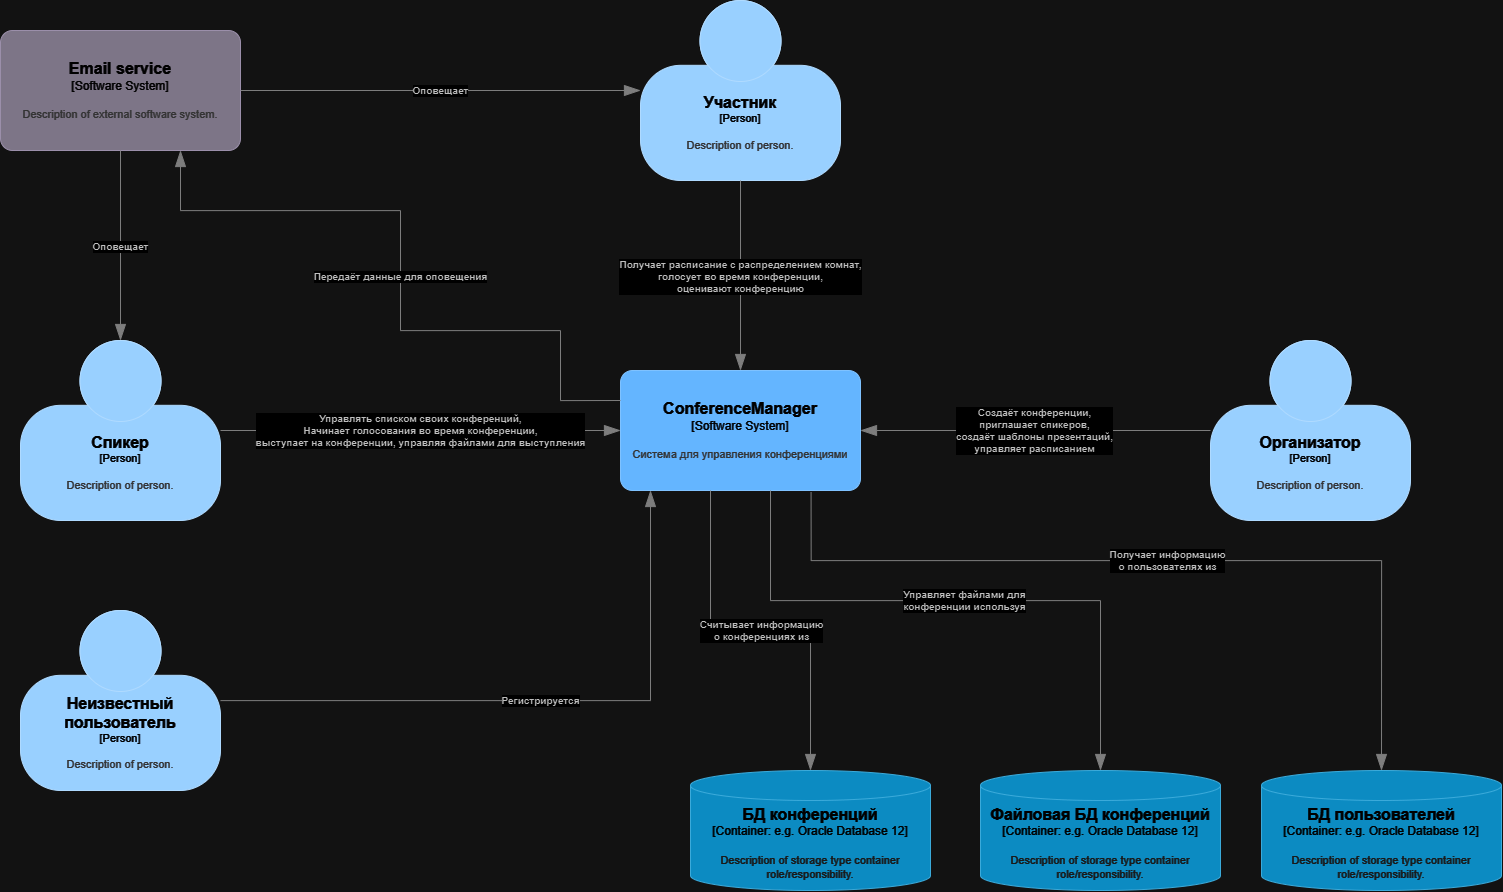 Email service
[Software System]
Description of external software system.
Оповещает
Участник
[Person]
Description of person.
Оповещает
Передаёт данные для оповещения
Получает расписание с распределением комнат,
голосует во время конференции,
оценивают конференцию
Спикер
[Person]
Description of person.
Управлять списком своих конференций,
Начинает голосования во время конференции,
выступает на конференции, управляя файлами для выступления
ConferenceManager
[Software System]
Система для управления конференциями
Создаёт конференции,
приглашает спикеров,
создаёт шаблоны презентаций,
управляет расписанием
Организатор
[Person]
Description of person.
Получает информацию
о пользователях из
Управляет файлами для
конференции используя
Считывает информацию
о конференциях из
Неизвестный
пользователь
[Person]
Description of person.
Регистрируется
БД конференций
[Container: e.g. Oracle Database 12]
Description of storage type container
role/responsibility.
Файловая БД конференций
[Container: e.g. Oracle Database 12]
Description of storage type container
role/responsibility.
БД пользователей
[Container: e.g. Oracle Database 12]
Description of storage type container
role/responsibility.